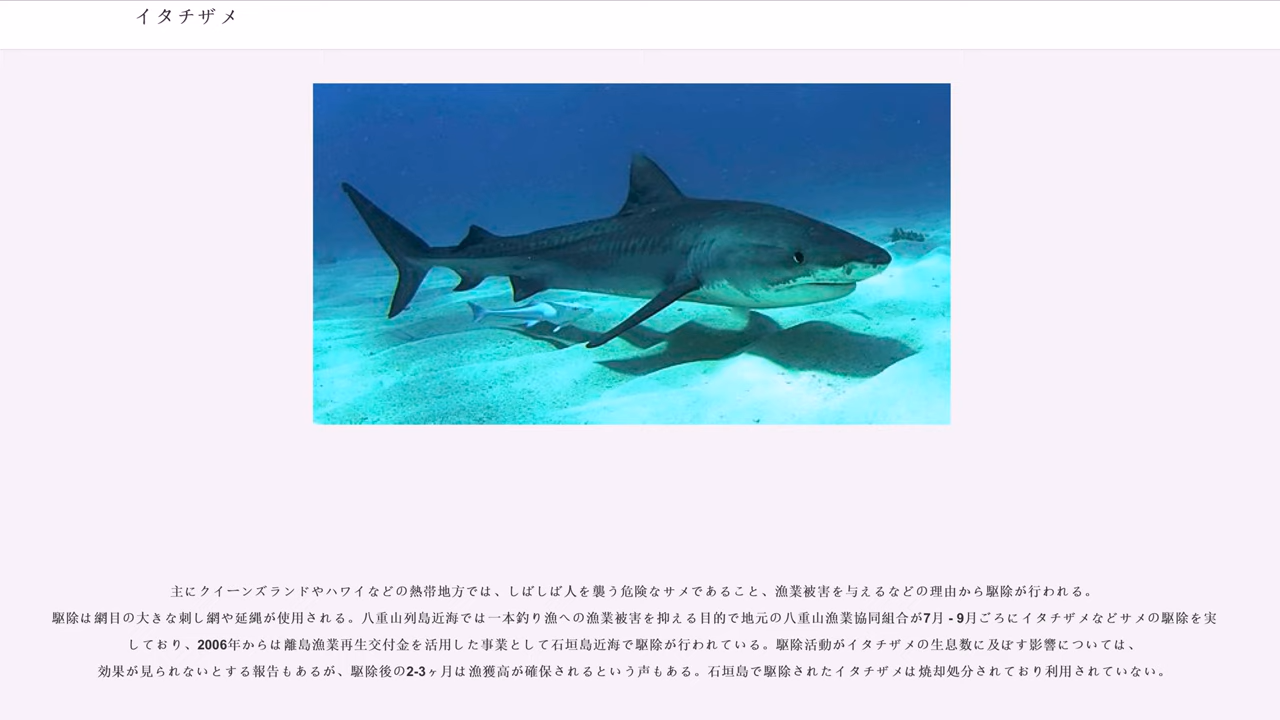 イタチザメ
主にクイーンズランドやハワイなどの熱帯地方では、しばしば人を襲う危険なサメであること、漁業被害を与えるなどの理由から駆除が行われる。
駆除は網目の大きな刺し網や延縄が使用される。八重山列島近海では一本釣り漁への漁業被害を抑える目的で地元の八重山漁業協同組合が7月 - 9月ごろにイタチザメなどサメの駆除を実
しており、2006年からは離島漁業再生交付金を活用した事業として石垣島近海で駆除が行われている。駆除活動がイタチザメの生息数に及ぼす影響については、
効果が見られないとする報告もあるが、駆除後の2-3ヶ月は漁獲高が確保されるという声もある。石垣島で駆除されたイタチザメは焼却処分されており利用されていない。